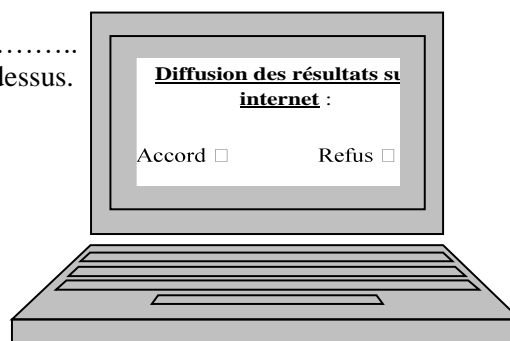 ………..
dessus.
Diffusion des résultats su
internet :
Accord □ Refus □